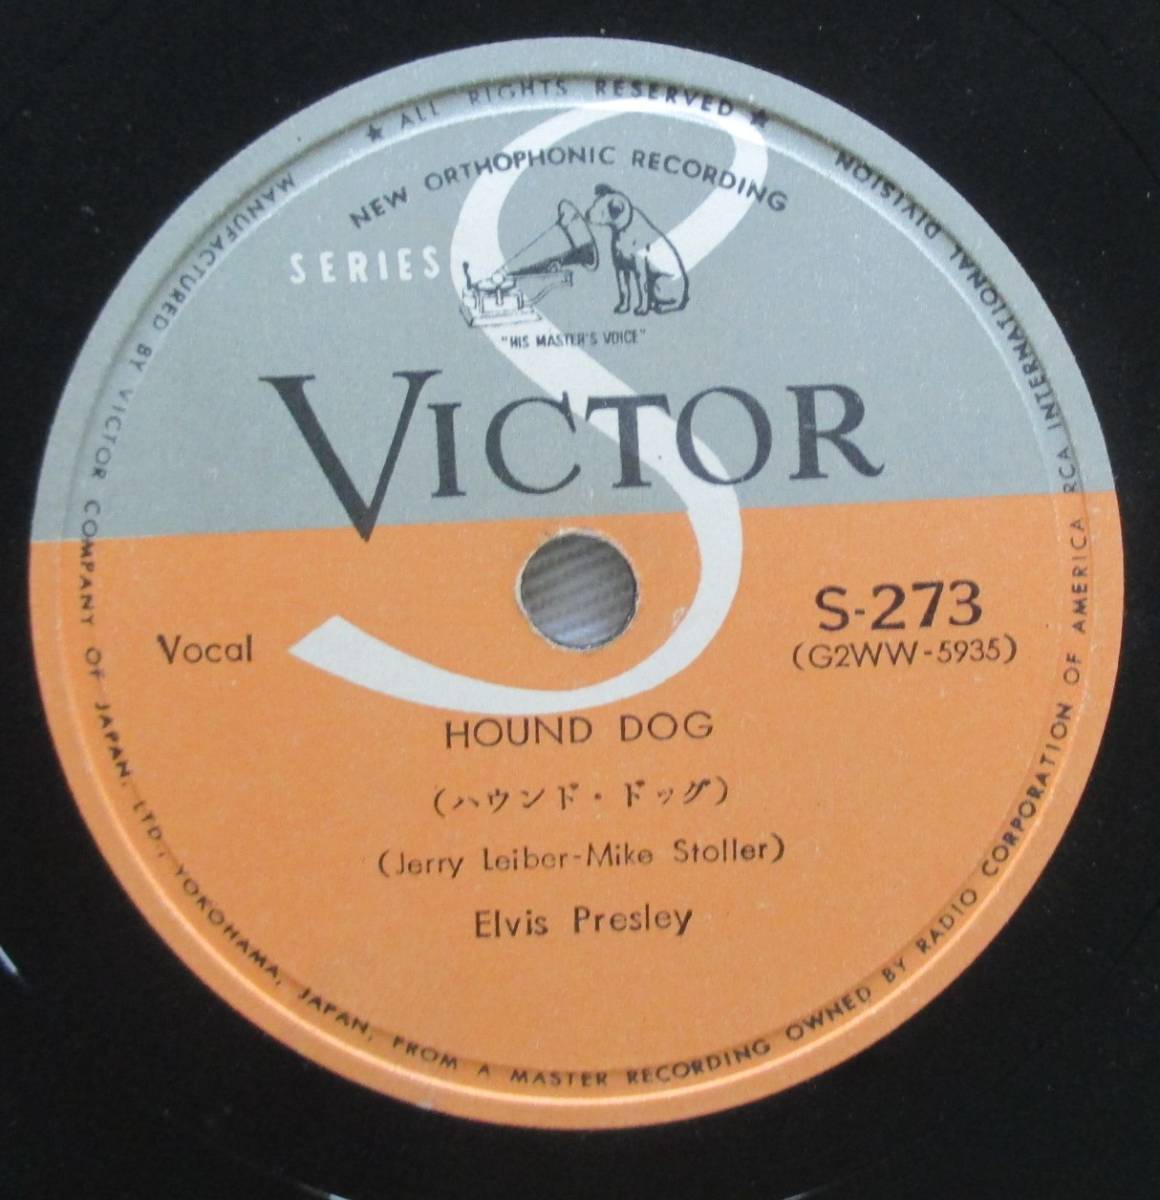 ★ ALL RIGHTS RESERVED ★
NEW ORTHOPHONIC RECORDING
S
SERIES
"HIS MASTER'S VOICE"
VICTOR
S-273
(G2WW-5935)
Vocal
HOUND DOG
(ハウンド・ドッグ)
(Jerry Leiber-Mike Stoller)
Elvis Presley
MANUFACTURED BY VICTOR COMPANY OF JAPAN, LTD., YOKOHAMA, JAPAN, FROM A MASTER RECORDING OWNED BY RADIO CORPORATION OF AMERICA RCA INTERNATIONAL DIVISION